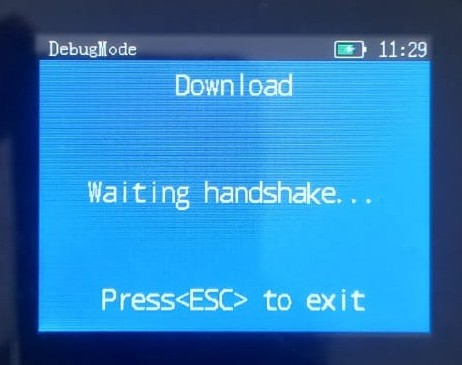 DebugMode 11:29
Download
Waiting handshake...
Press<ESC> to exit